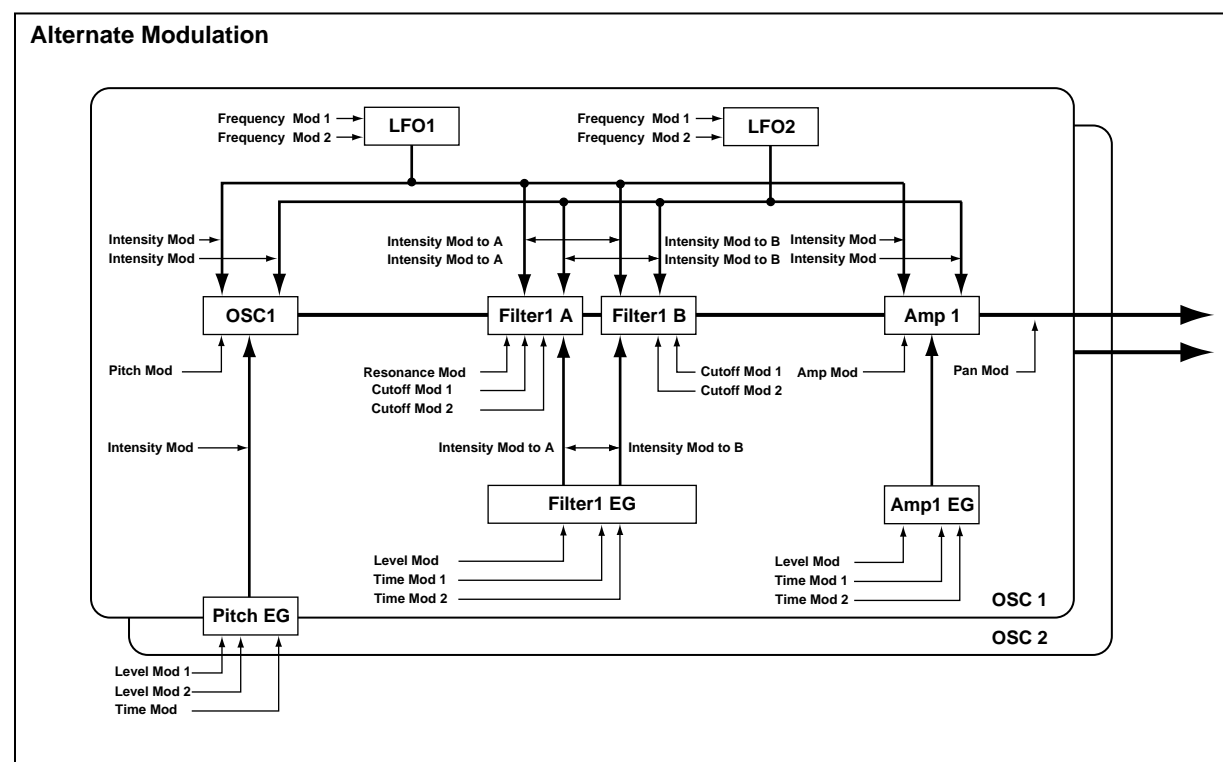 Alternate Modulation
Frequency Mod 1
Frequency Mod 2
LFO1
Frequency Mod 1
Frequency Mod 2
LFO2
Intensity Mod
Intensity Mod
Intensity Mod to A
Intensity Mod to A
Intensity Mod to B
Intensity Mod to B
Intensity Mod
Intensity Mod
OSC1
Filter1 A
Filter1 B
Amp 1
Pitch Mod
Resonance Mod
Cutoff Mod 1
Cutoff Mod 2
Cutoff Mod 1
Cutoff Mod 2
Amp Mod
Pan Mod
Intensity Mod
Intensity Mod to A
Intensity Mod to B
Filter1 EG
Amp1 EG
Level Mod
Time Mod 1
Time Mod 2
Level Mod
Time Mod 1
Time Mod 2
OSC 1
Pitch EG
OSC 2
Level Mod 1
Level Mod 2
Time Mod